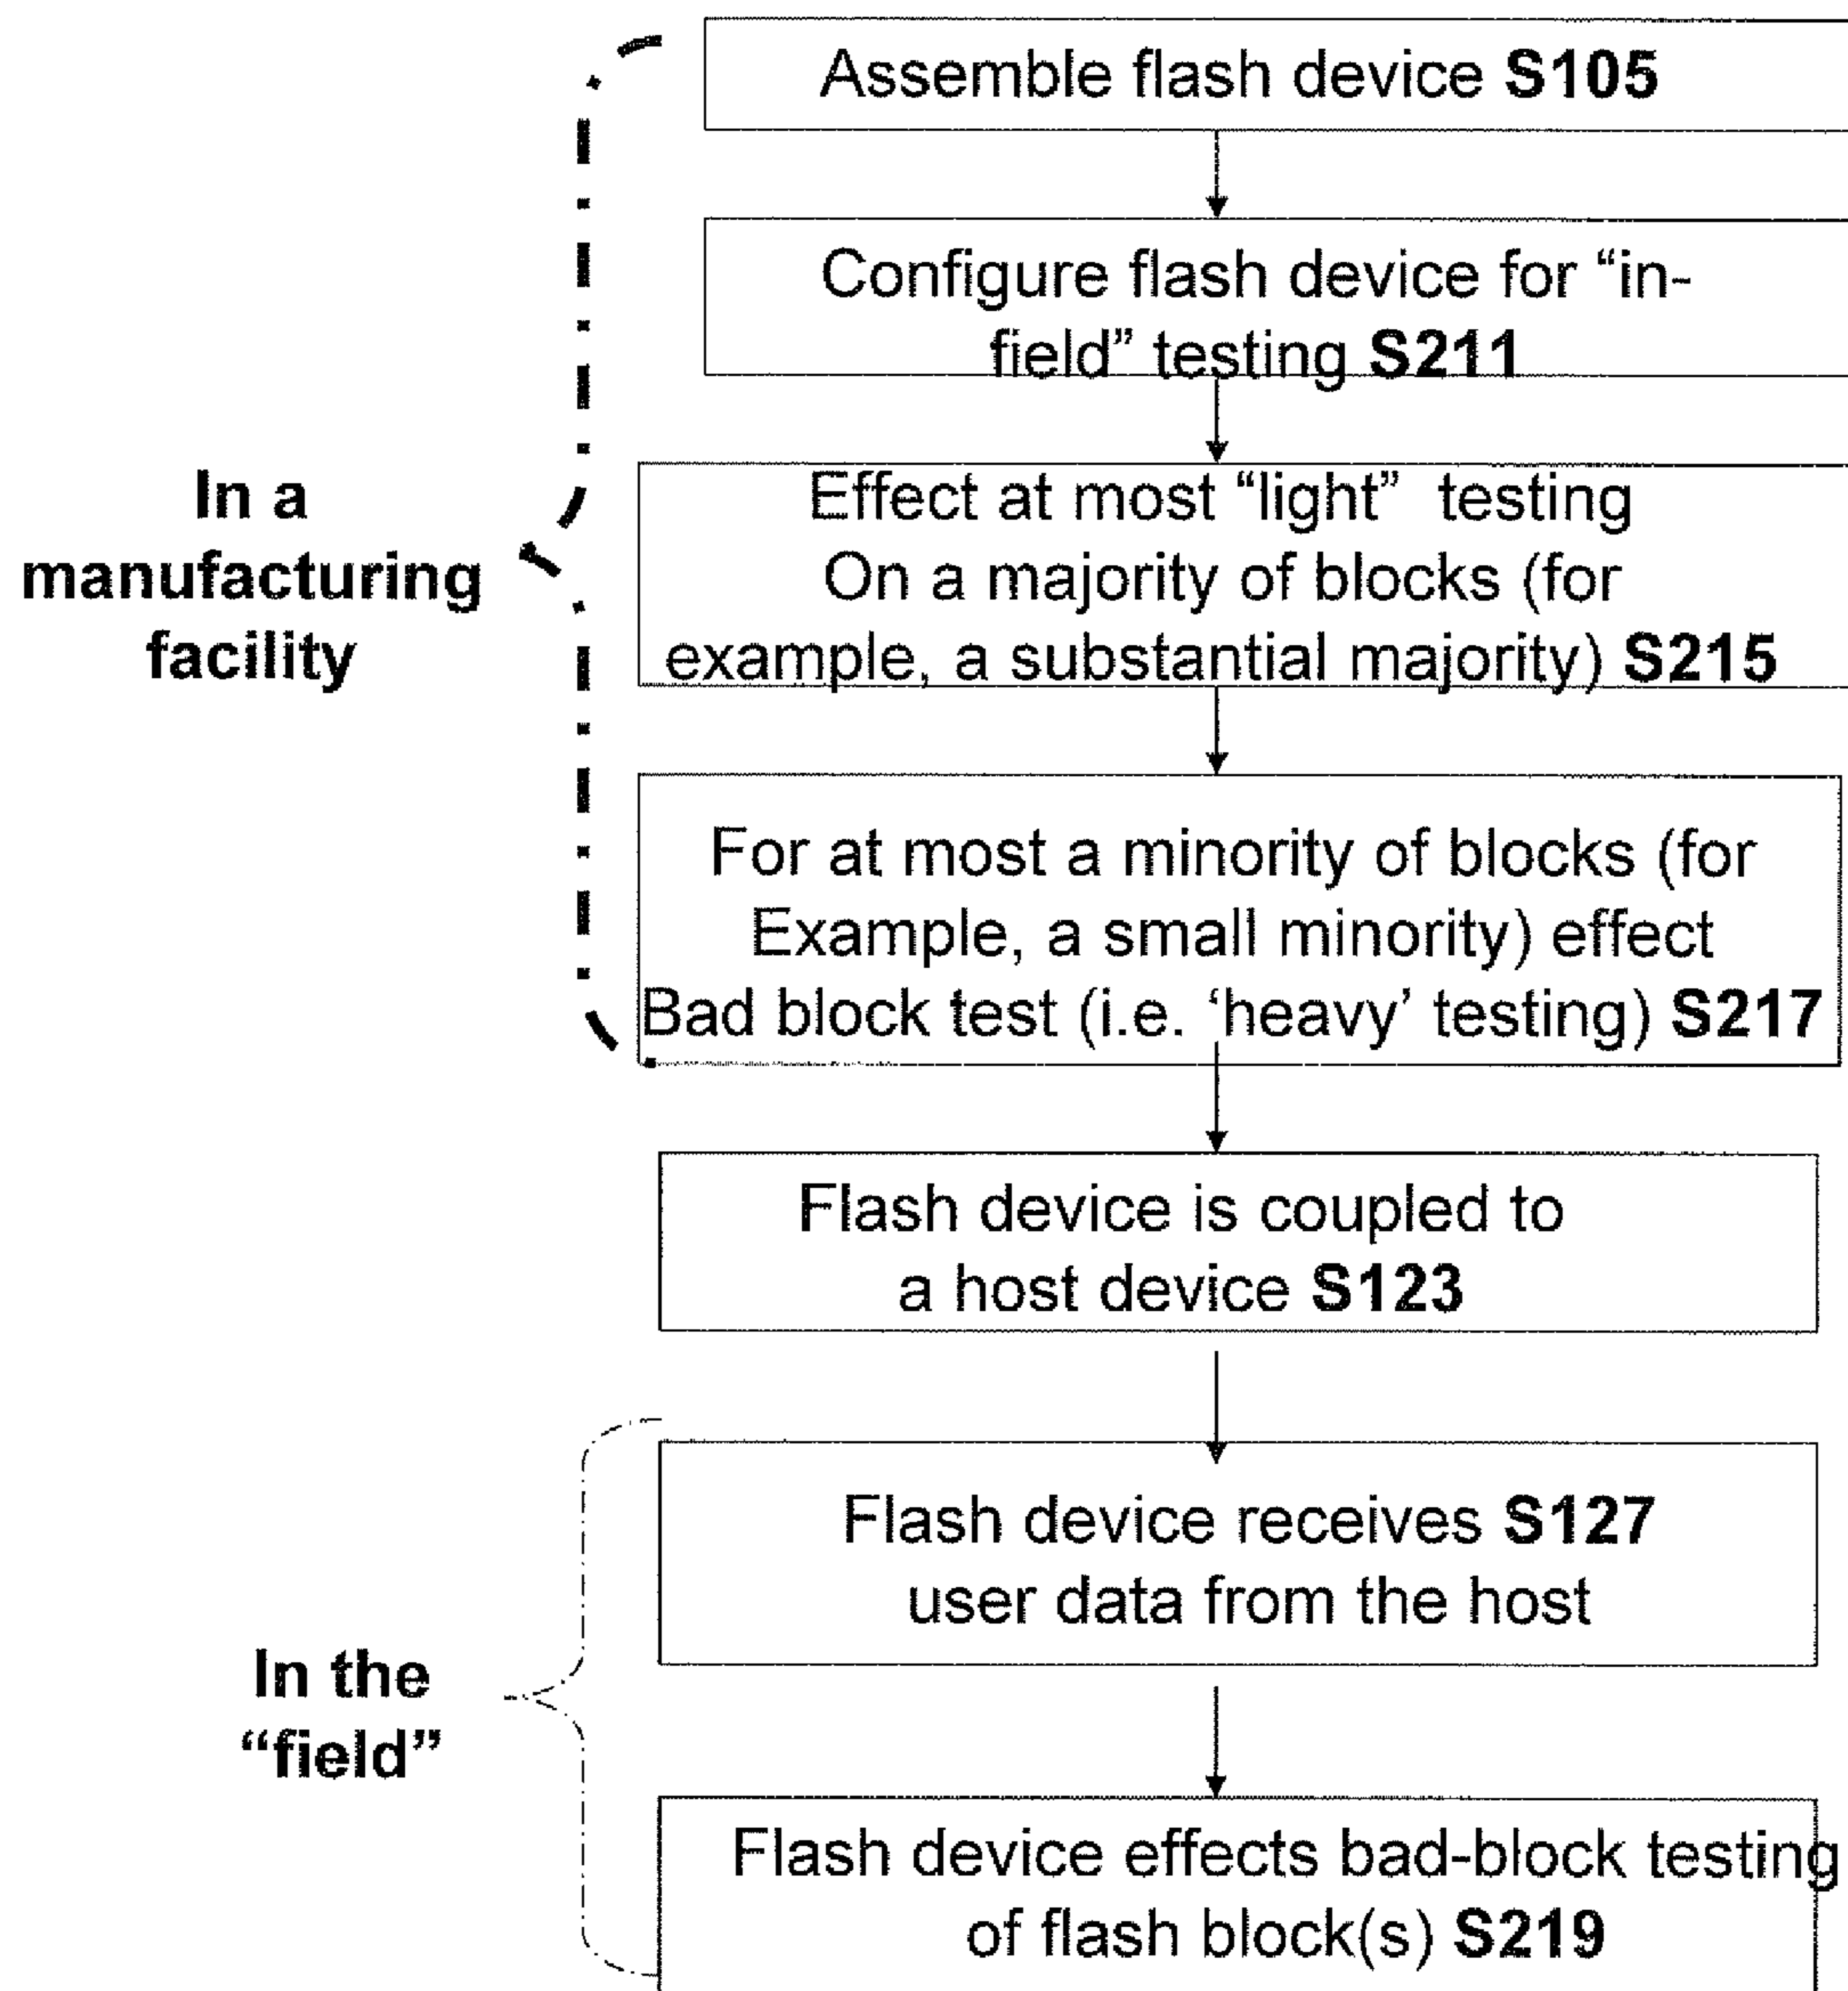 Assemble flash device S105
Configure flash device for “in-
field” testing S211
Effect at most “light” testing
On a majority of blocks (for
example, a substantial majority) S215
In a
manufacturing
facility
For at most a minority of blocks (for
Example, a small minority) effect
Bad block test (i.e. ‘heavy’ testing) S217
Flash device is coupled to
a host device S123
Flash device receives S127
user data from the host
In the
“field”
Flash device effects bad-block testing
of flash block(s) S219